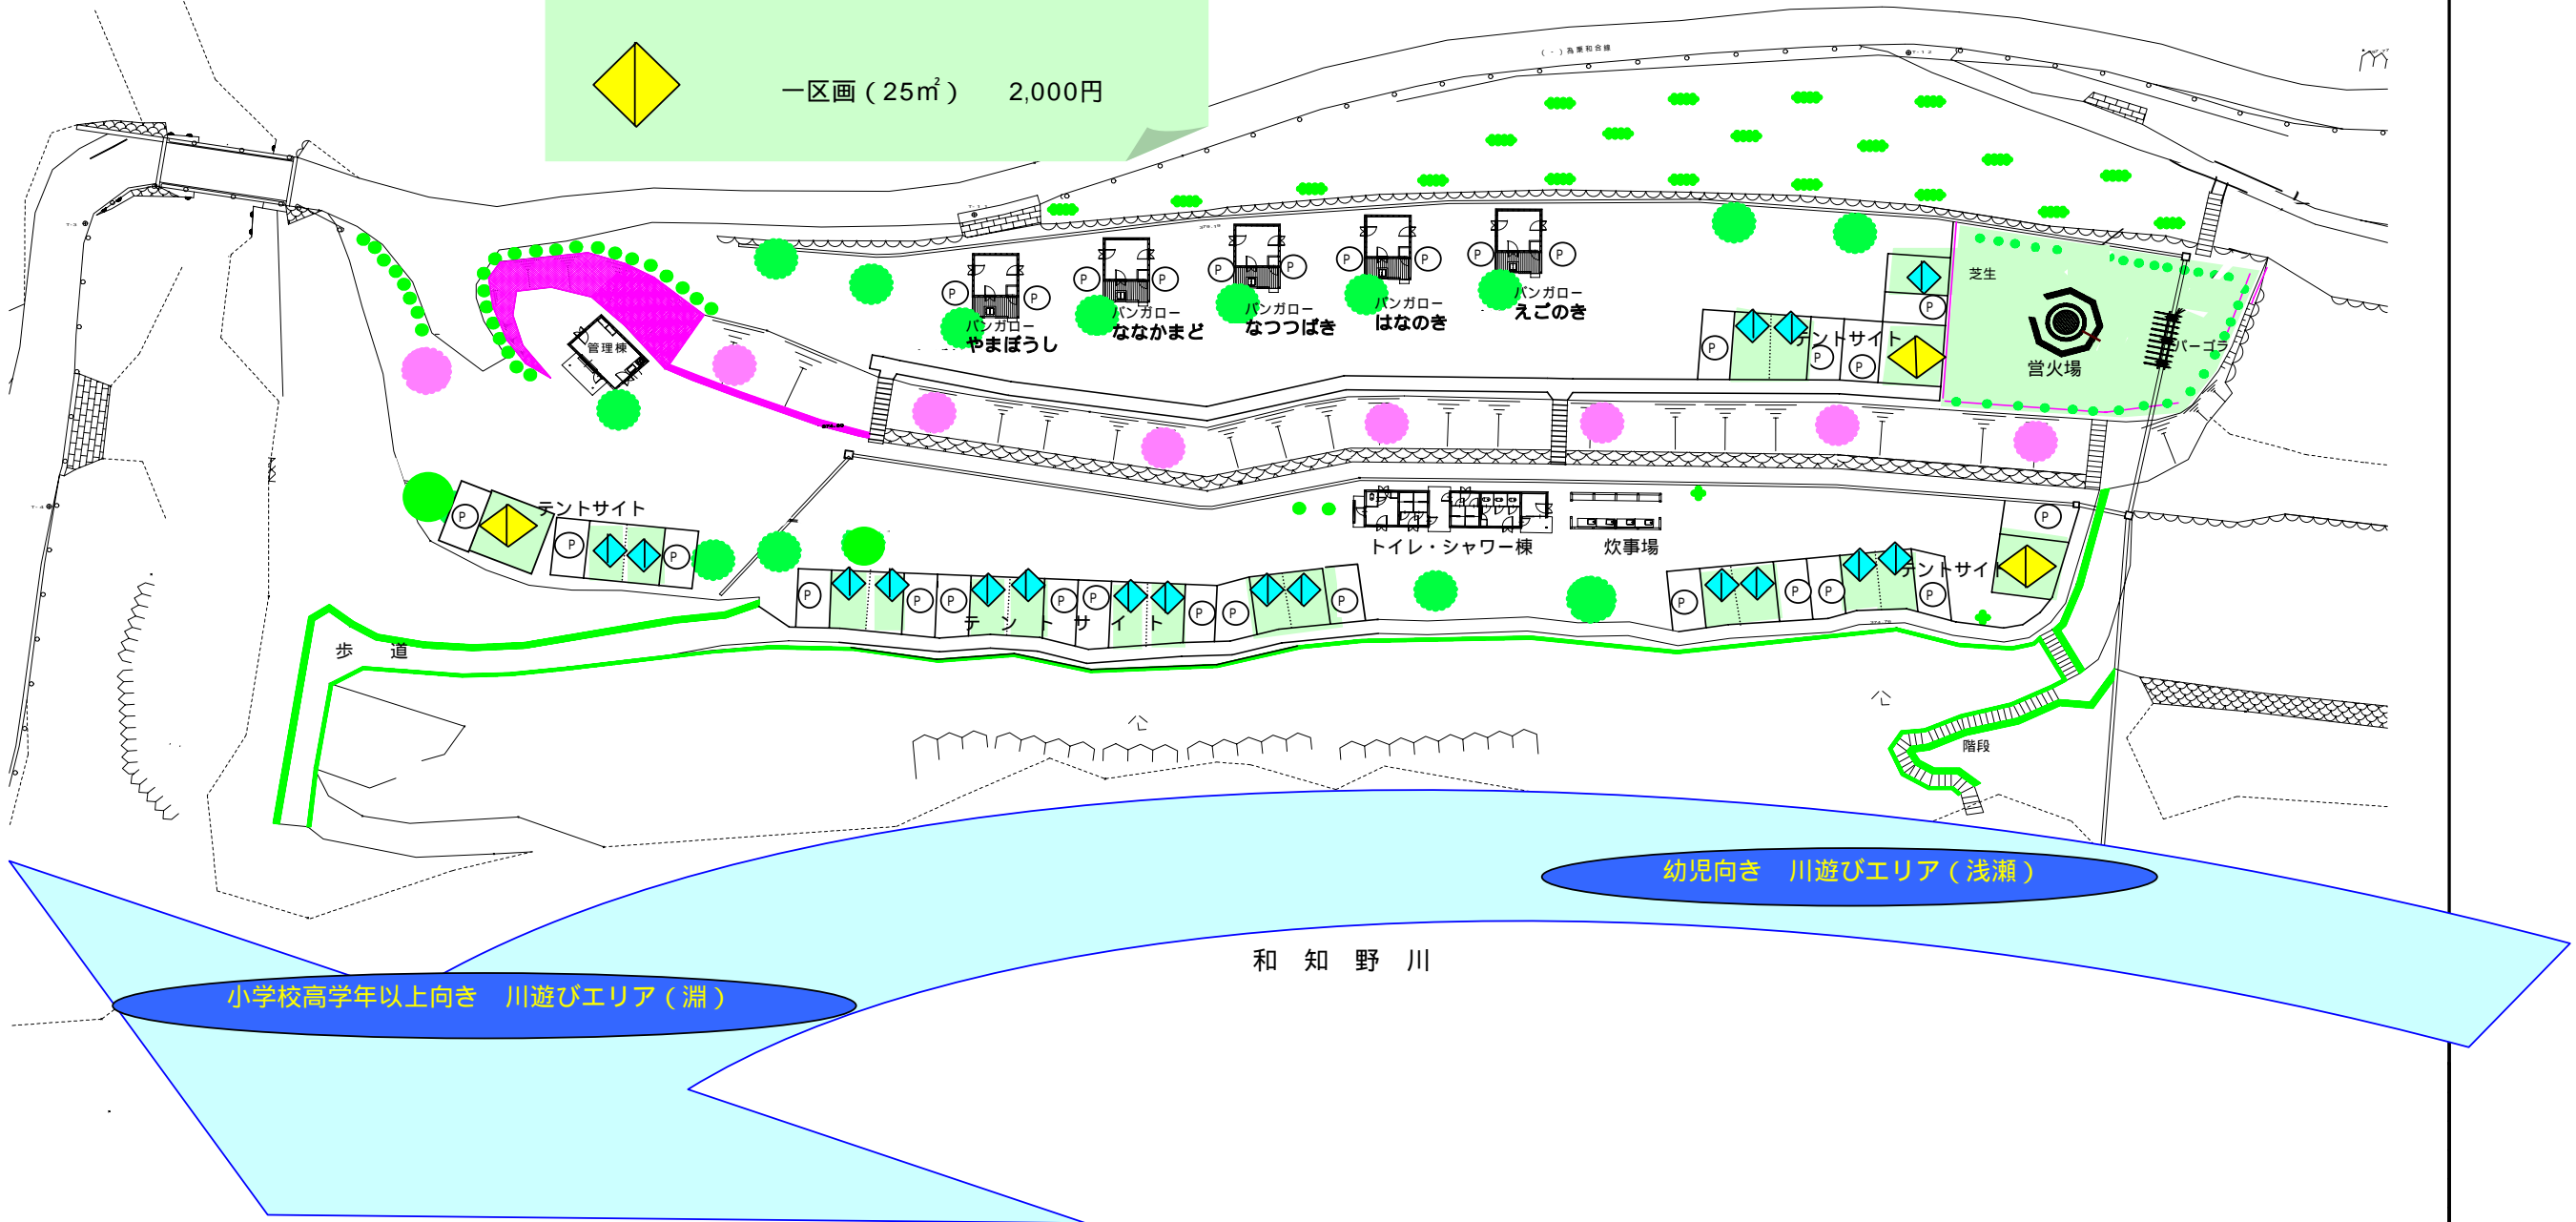 一区画（25㎡）　2,000円
（-）為栗和合線
芝生
営火場
パーゴラ
テントサイト
P
P
P
P
バンガロー
やまぼうし
P
P
バンガロー
ななかまど
P
P
バンガロー
なつつばき
P
P
バンガロー
はなのき
P
P
バンガロー
えごのき
P
P
管理棟
テントサイト
P
P
P
トイレ・シャワー棟
炊事場
テントサイト
P
P
P
P
P
P
P
P
テントサイト
P
P
P
P
P
歩　道
階段
幼児向き　川遊びエリア（浅瀬）
和　知　野　川
小学校高学年以上向き　川遊びエリア（淵）